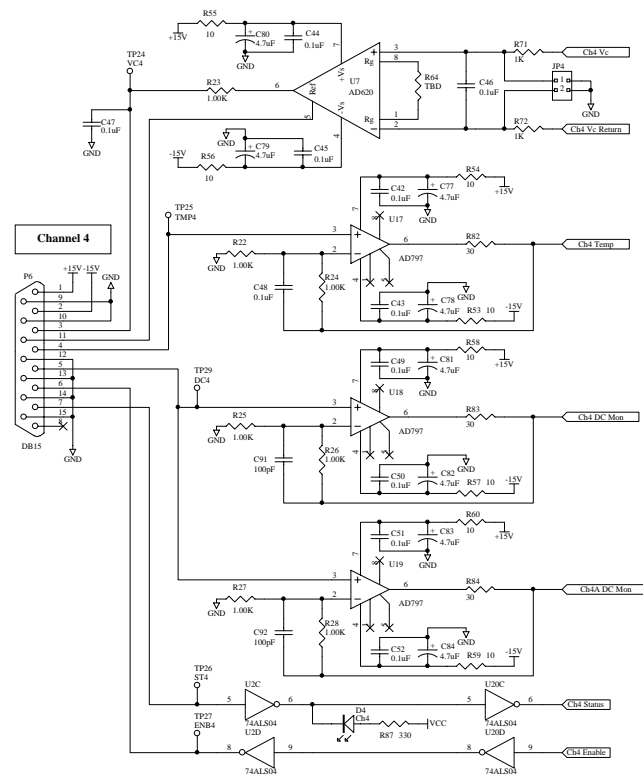 R55
+15V
10
C80
4.7uF
C44
0.1uF
GND
TP24
VC4
R23
1.00K
6
7
+Vs
U7
AD620
Ref
5
-Vs
4
3
8
Rg
1
Rg
2
R64
TBD
C46
0.1uF
R71
1K
Ch4 Vc
JP4
1
2
GND
R72
1K
Ch4 Vc Return
C47
0.1uF
GND
GND
-15V
R56
10
C79
4.7uF
C45
0.1uF
Channel 4
TP25
TMP4
R54
10
+15V
C42
0.1uF
C77
4.7uF
GND
7
U17
8
3
2
6
AD797
R82
30
Ch4 Temp
R22
GND
1.00K
C48
0.1uF
R24
1.00K
4
1
5
C43
0.1uF
C78
4.7uF
GND
R53 10
-15V
P6
+15V
-15V
GND
1
9
2
10
3
11
4
12
5
13
6
14
7
15
8
DB15
GND
TP29
DC4
R58
10
+15V
C49
0.1uF
C81
4.7uF
GND
7
U18
8
3
2
6
AD797
R83
30
Ch4 DC Mon
R25
GND
1.00K
C91
100pF
R26
1.00K
4
1
5
C50
0.1uF
C82
4.7uF
GND
R57 10
-15V
R60
10
+15V
C51
0.1uF
C83
4.7uF
GND
7
U19
8
3
2
6
AD797
R84
30
Ch4A DC Mon
R27
GND
1.00K
C92
100pF
R28
1.00K
4
1
5
C52
0.1uF
C84
4.7uF
GND
R59 10
-15V
TP26
ST4
U2C
5
6
74ALS04
D4
Ch4
R87 330
VCC
U20C
5
6
74ALS04
Ch4 Status
TP27
ENB4
U2D
8
9
74ALS04
U20D
8
9
74ALS04
Ch4 Enable